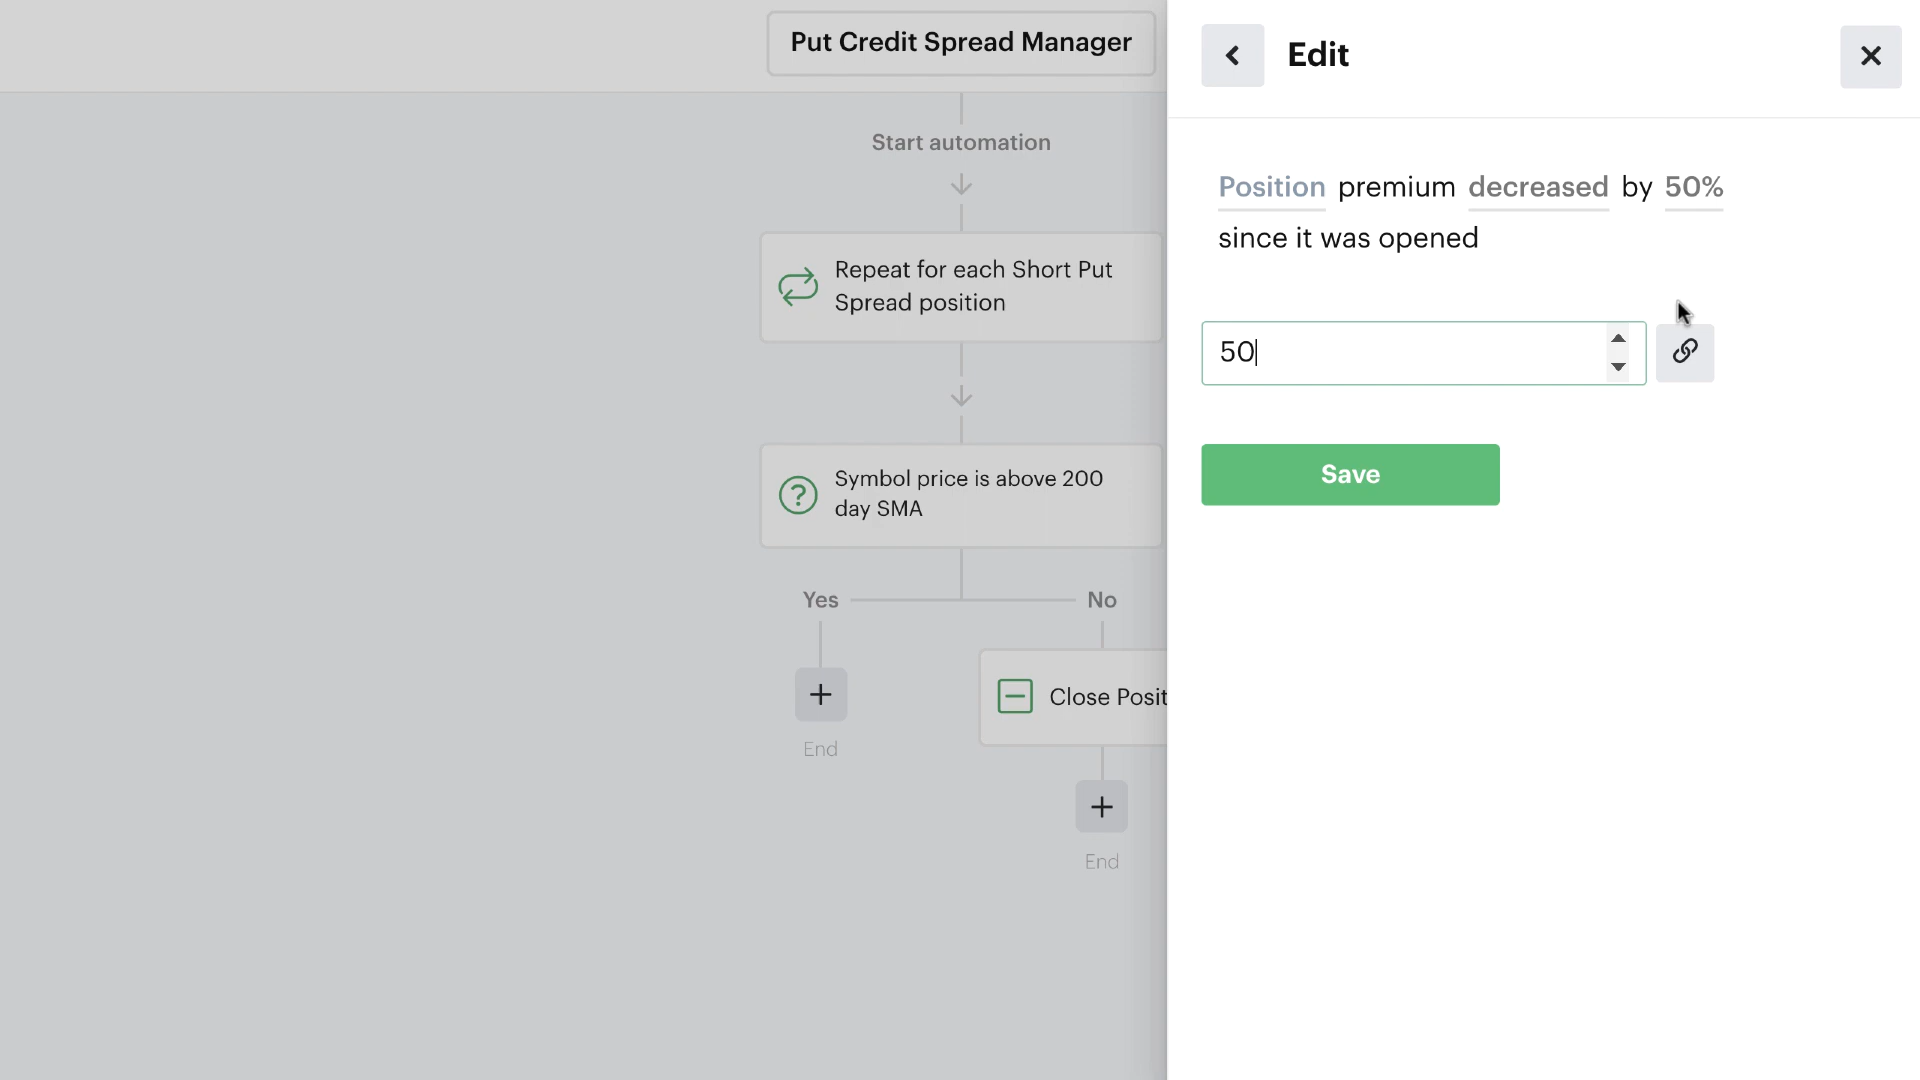 Put Credit Spread Manager
Start automation
Repeat for each Short Put
Spread position
Symbol price is above 200
day SMA
Yes
No
End
Close Posit
End
Edit
Position premium decreased by 50%
since it was opened
50
Save